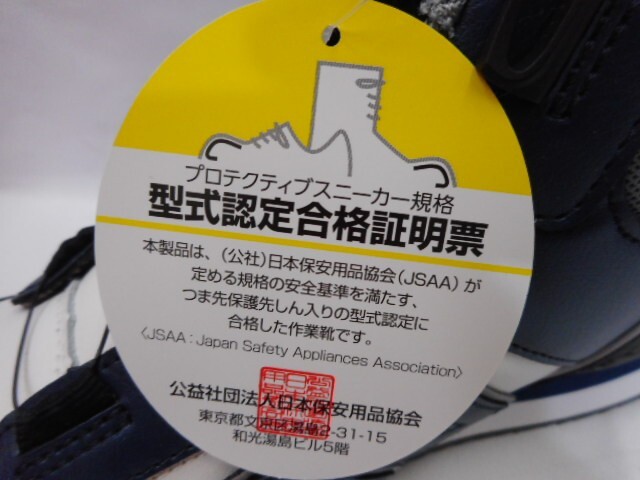 プロテクティブスニーカー規格
型式認定合格証明票
本製品は、(公社)日本保安用品協会(JSAA)が
定める規格の安全基準を満たす、
つま先保護先しん入りの型式認定に
合格した作業靴です。
〈JSAA : Japan Safety Appliances Association〉
公益社団法人日本保安用品協会
東京都文京区湯島2-31-15
和光湯島ビル5階